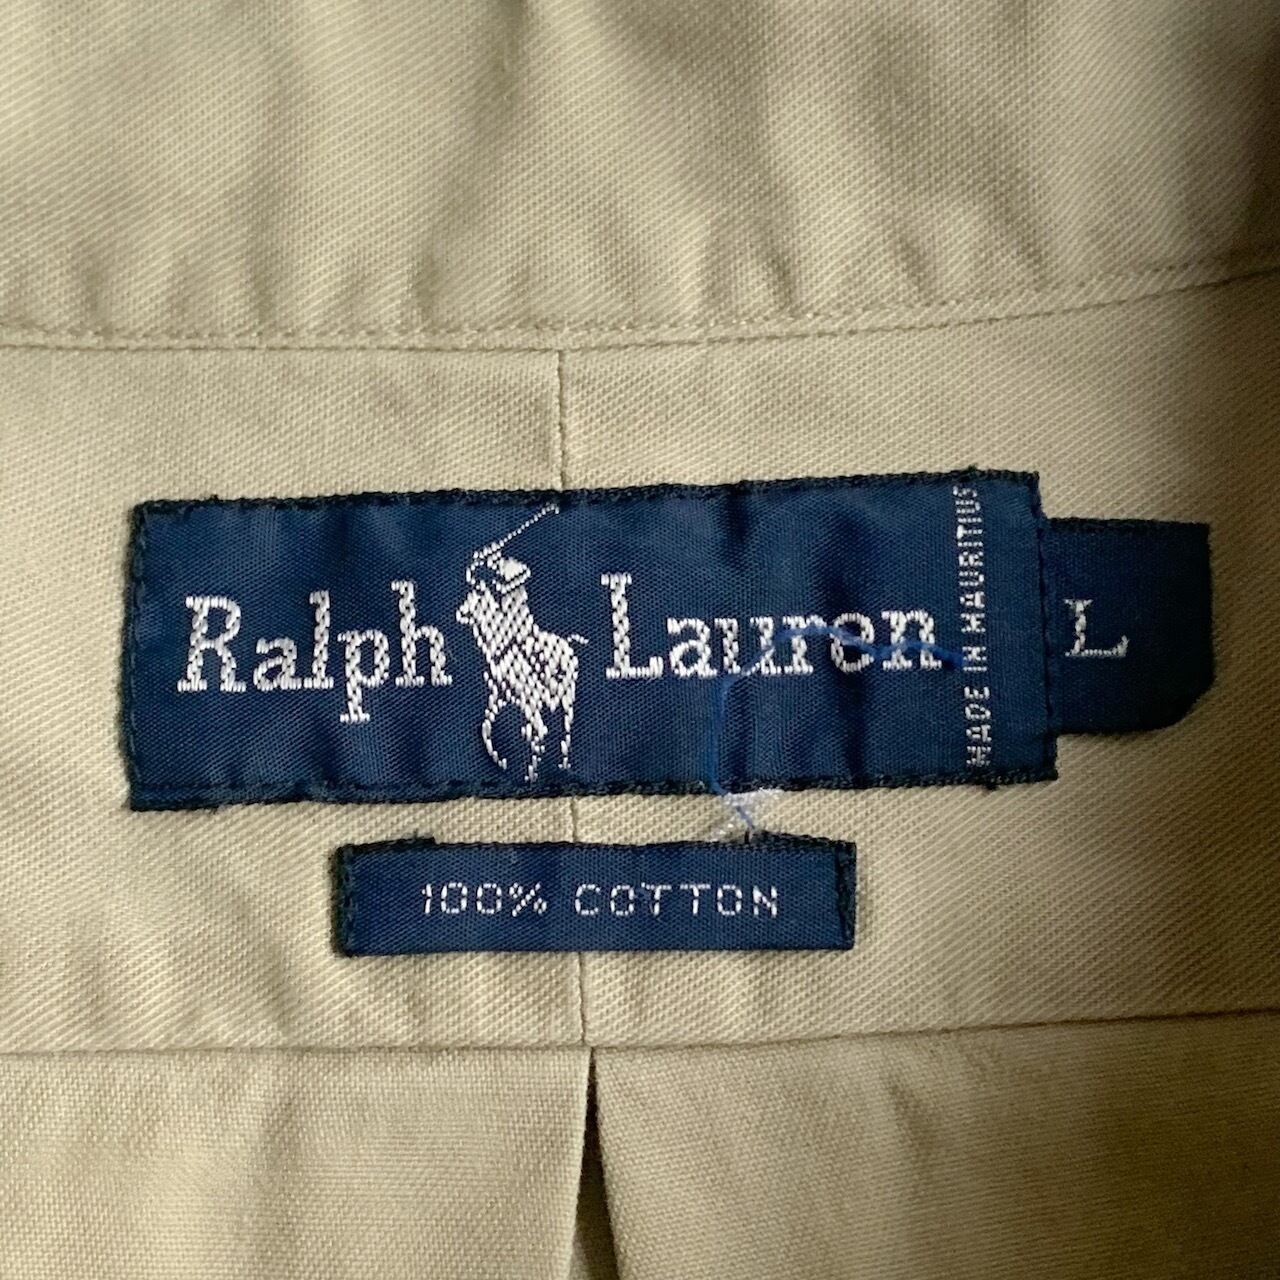 Ralph Lauren
MADE IN MAURITIUS
L
100% COTTON